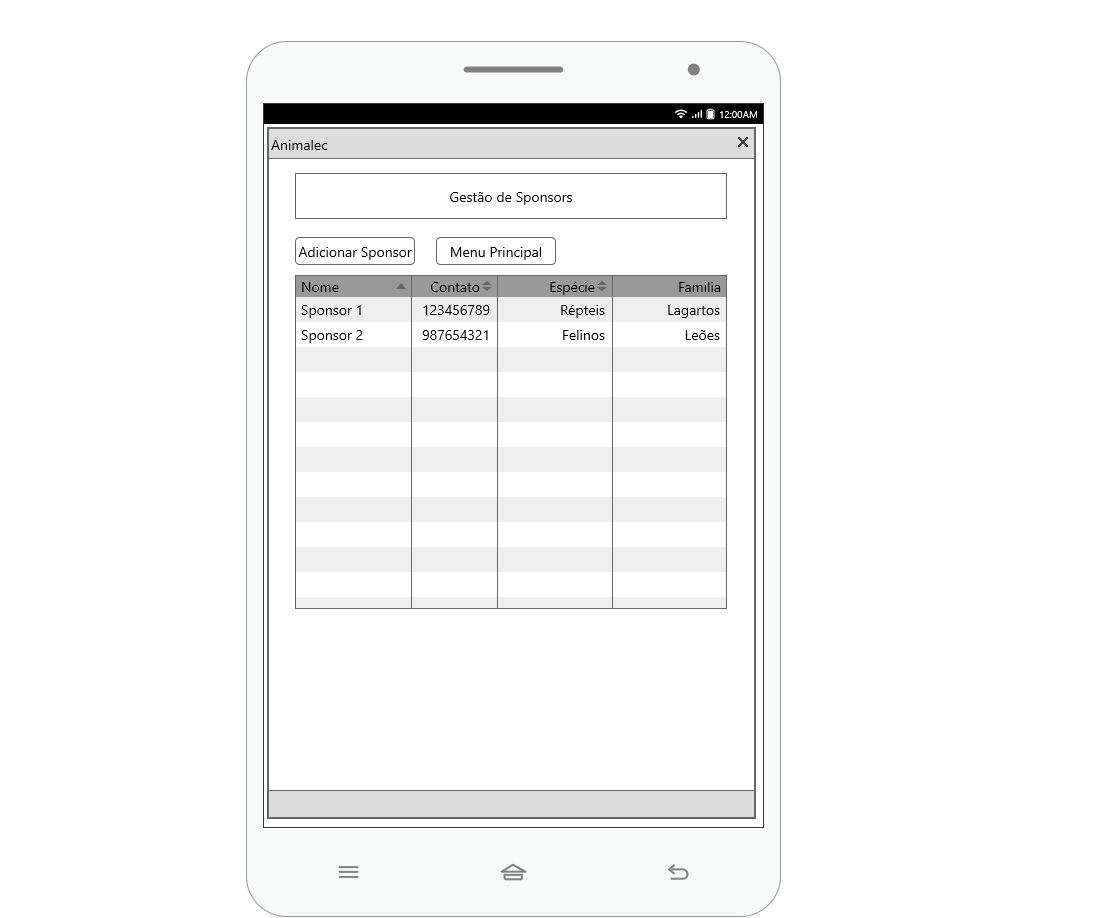 12:00AM
Animalec
Gestão de Sponsors
Adicionar Sponsor Menu Principal
Nome Contato Espécie Familia
Sponsor 1 123456789 Répteis Lagartos
Sponsor 2 987654321 Felinos Leões